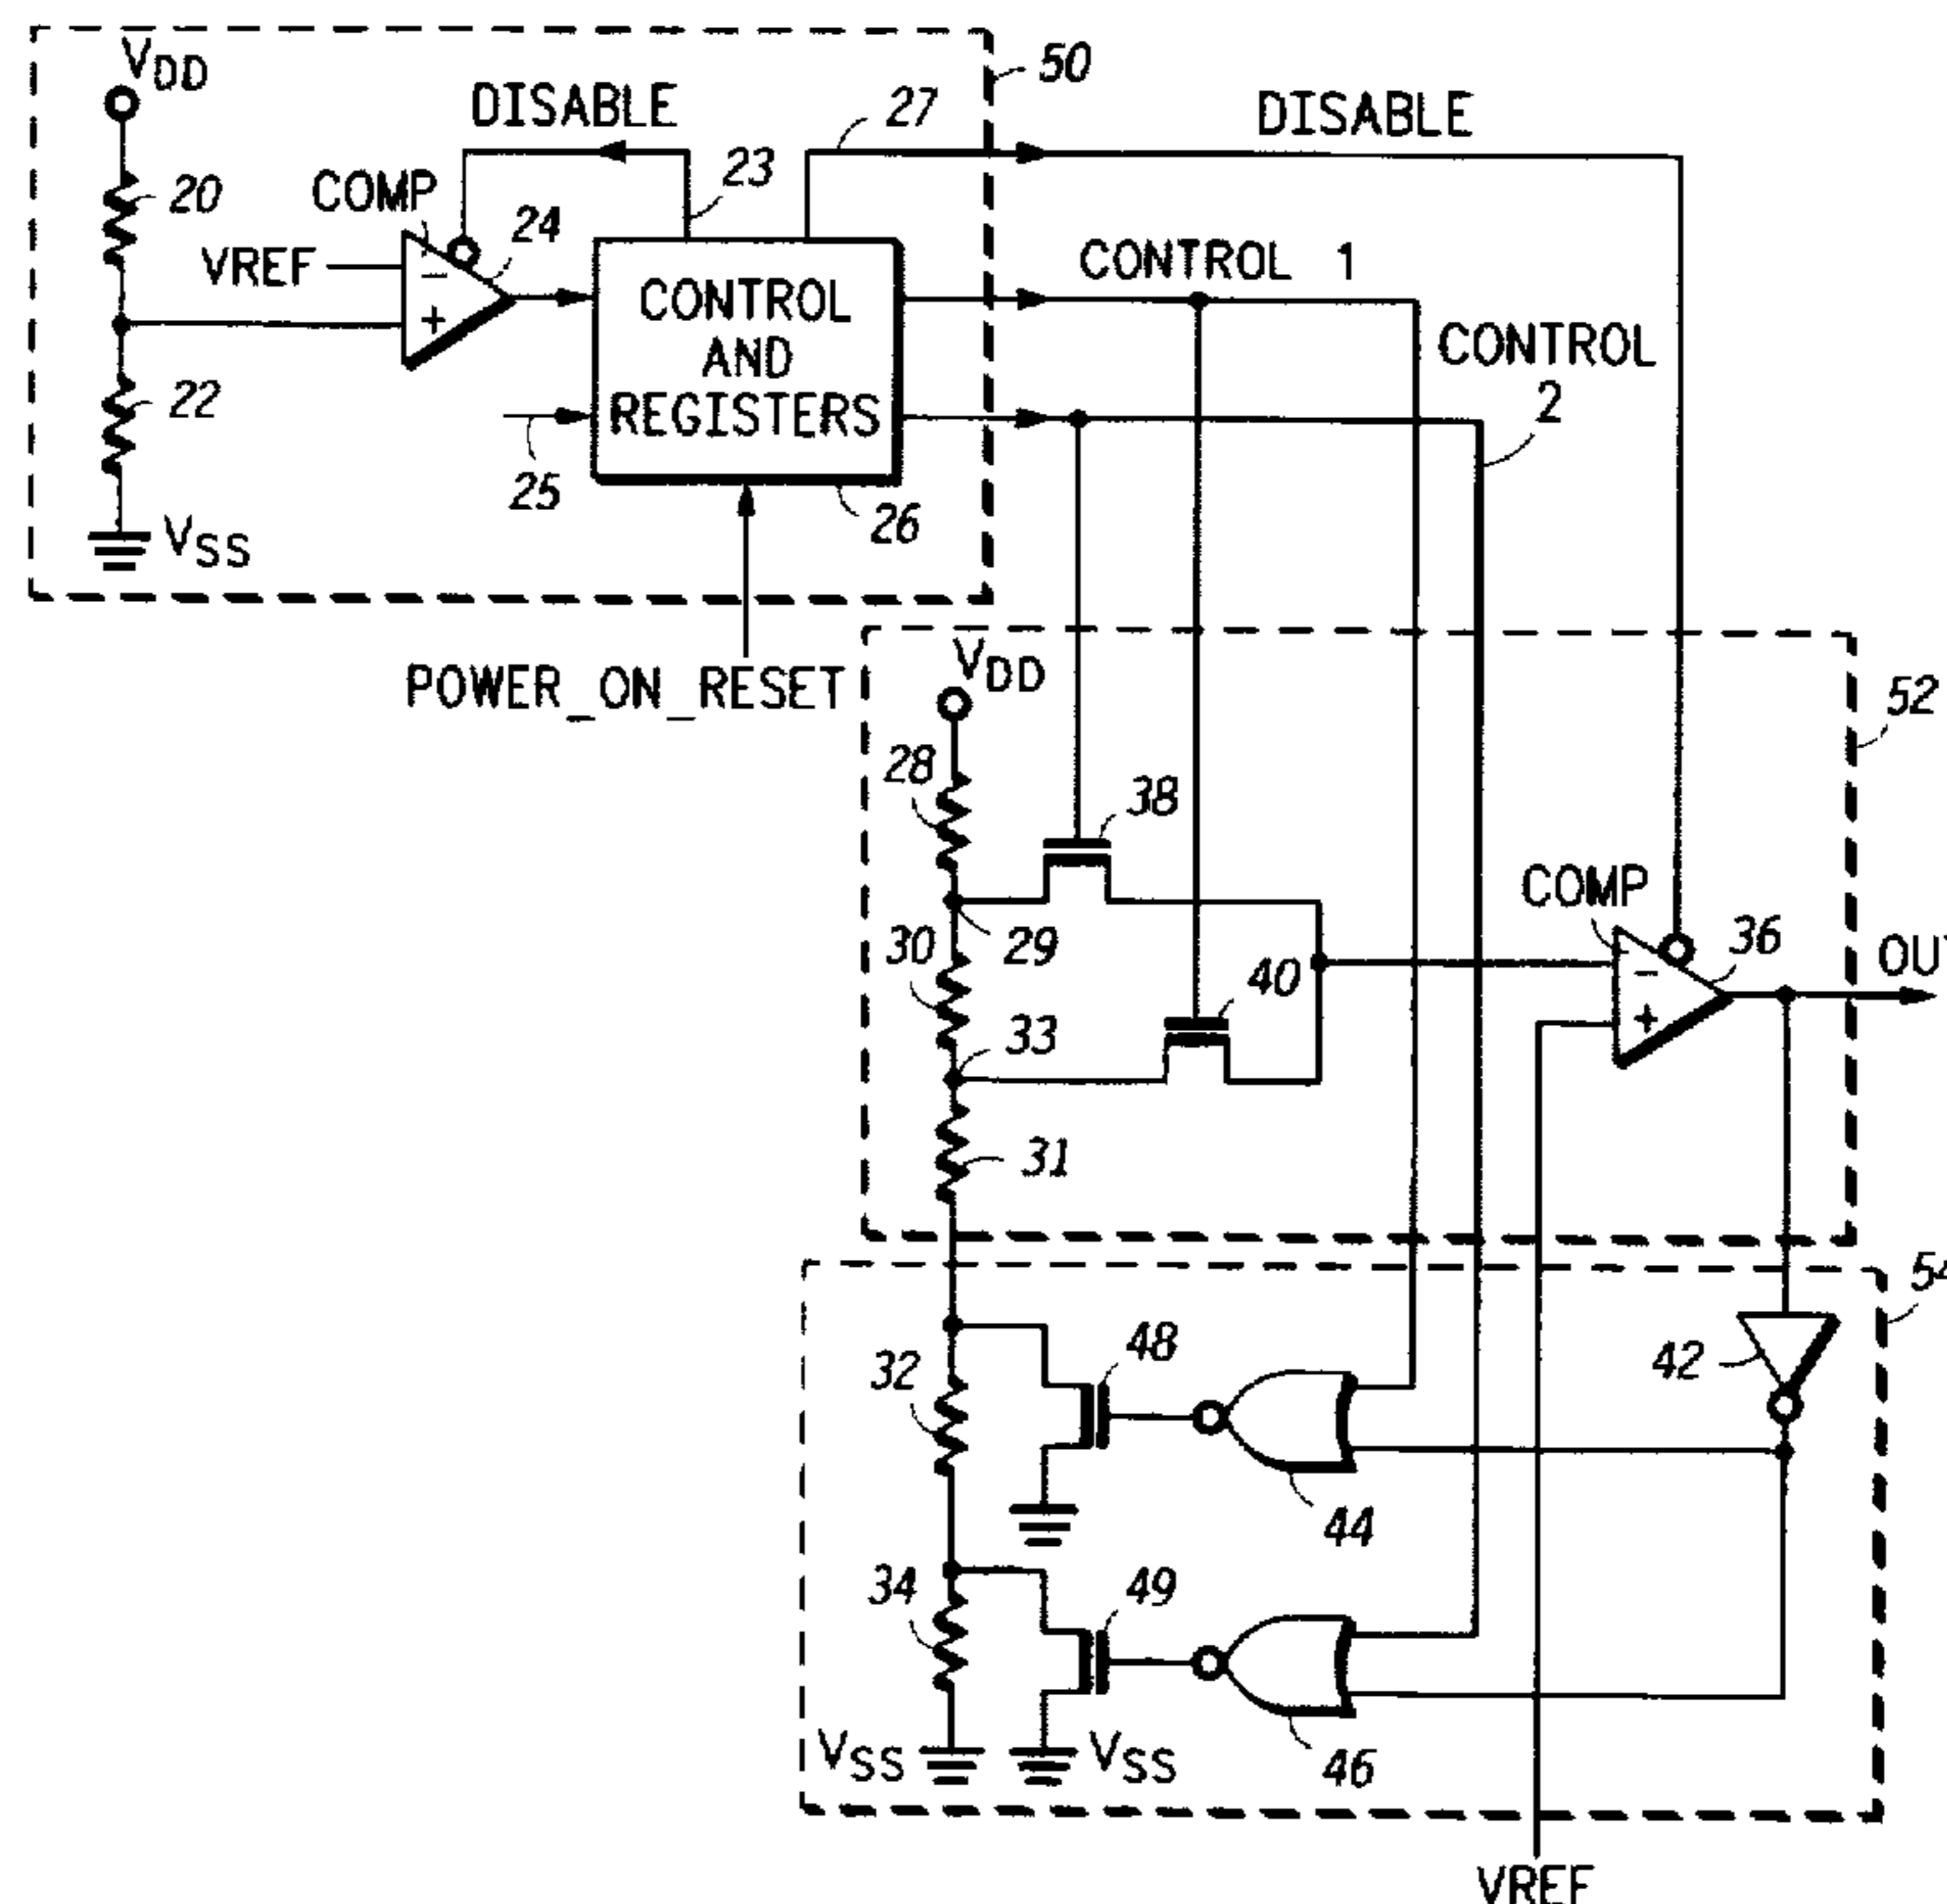 VDD
50
DISABLE
27
DISABLE
20
COMP
23
24
VREF
−
+
CONTROL
AND
REGISTERS
CONTROL 1
CONTROL
2
22
25
26
VSS
POWER_ON_RESET
VDD
52
28
38
COMP
30
29
40
36
−
+
33
31
48
42
32
44
34
49
46
VSS
VSS
VREF